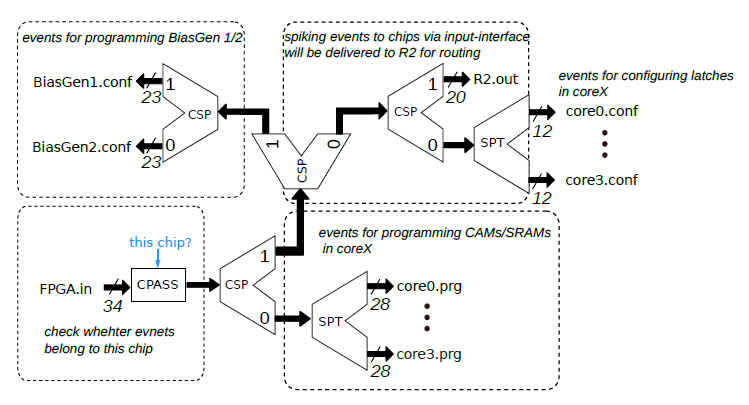 events for programming BiasGen 1/2
spiking events to chips via input-interface
will be delivered to R2 for routing
BiasGen1.conf
23
1
CSP
BiasGen2.conf
23
0
1
0
CSP
CSP
1
0
R2.out
20
SPT
events for configuring latches
in coreX
core0.conf
12
core3.conf
12
this chip?
FPGA.in
34
CPASS
CSP
1
0
check whehter evnets
belong to this chip
events for programming CAMs/SRAMs
in coreX
SPT
core0.prg
28
core3.prg
28